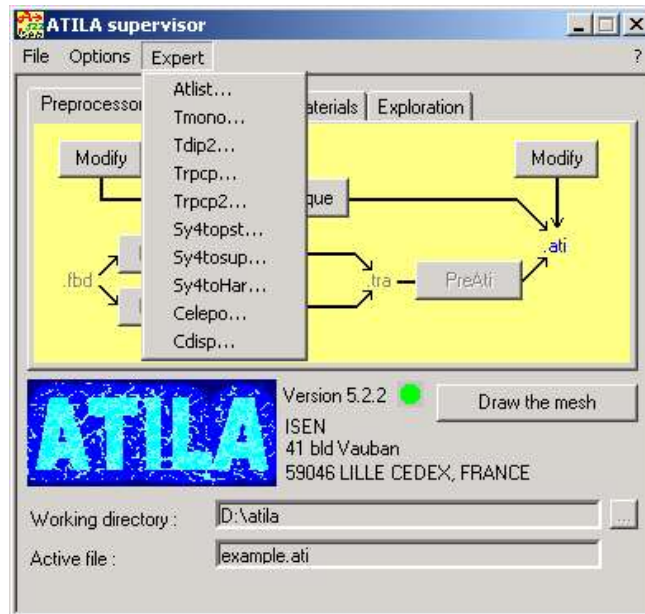 ATILA supervisor
File Options Expert ?
Atlist...
Tmono...
Tdip2...
Trpcp...
Trpcp2...
Sy4topst...
Sy4tosup...
Sy4toHar...
Celepo...
Cdisp...
Preprocessor aterials Exploration
Modify Modify
que
.ati
.fbd .tra PreAti
ATILA
Version 5.2.2 Draw the mesh
ISEN
41 bld Vauban
59046 LILLE CEDEX, FRANCE
Working directory : D:\atila ...
Active file : example.ati